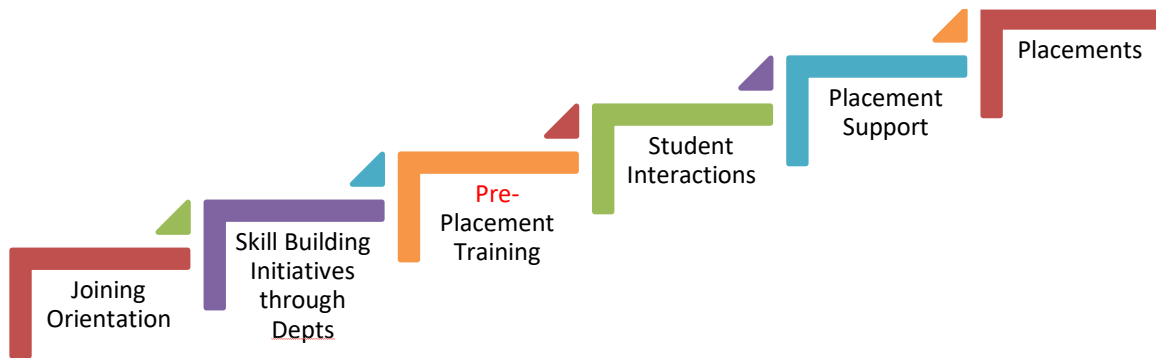 Joining
Orientation
Skill Building
Initiatives
through
Depts
Pre-
Placement
Training
Student
Interactions
Placement
Support
Placements